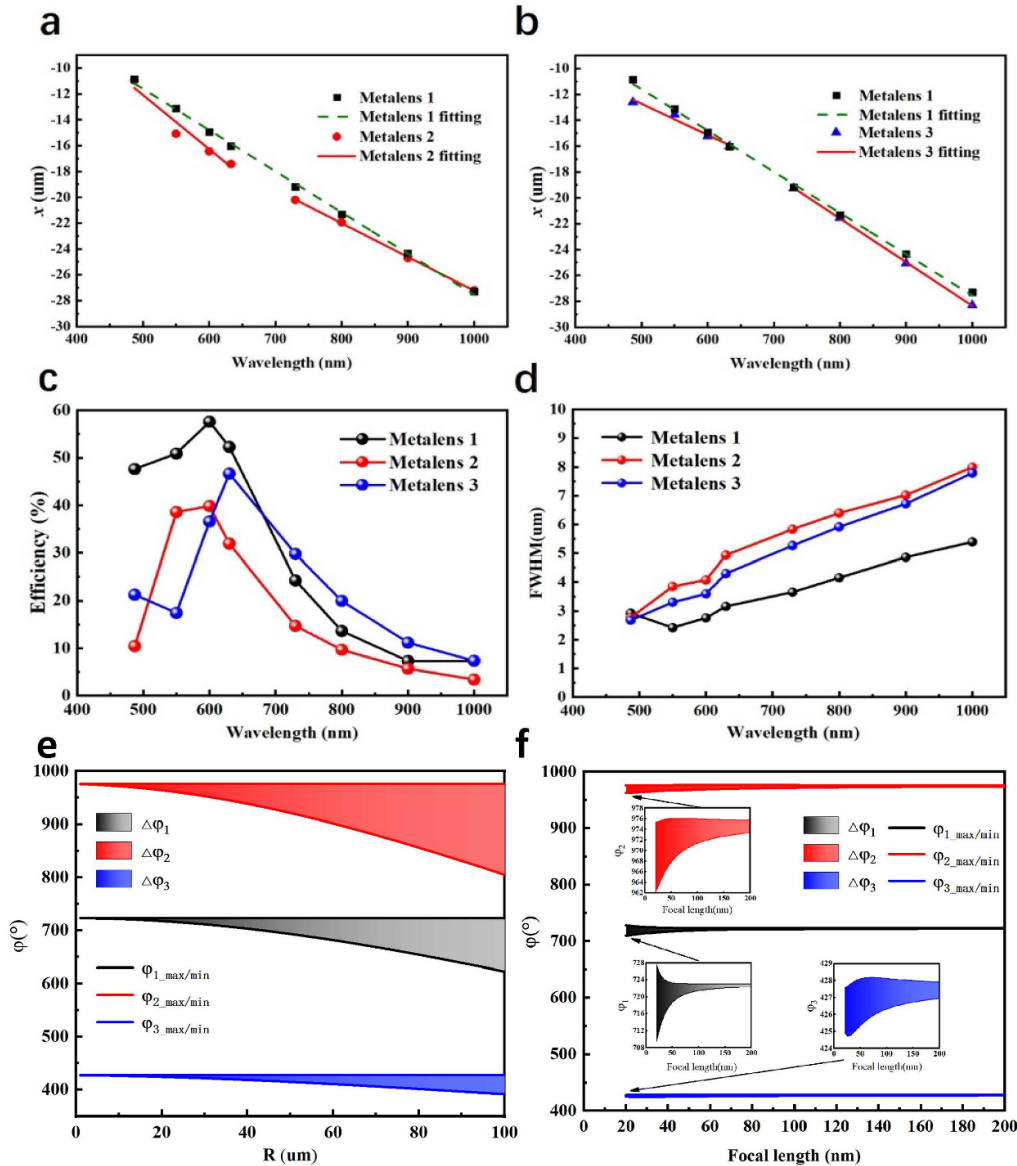 a
-10
-12
-14
-16
-18
-20
-22
-24
-26
-28
-30
x (um)
Metalens 1
Metalens 1 fitting
Metalens 2
Metalens 2 fitting
400 500 600 700 800 900 1000
Wavelength (nm)
b
-10
-12
-14
-16
-18
-20
-22
-24
-26
-28
-30
x (um)
Metalens 1
Metalens 1 fitting
Metalens 3
Metalens 3 fitting
400 500 600 700 800 900 1000
Wavelength (nm)
c
60
50
40
30
20
10
0
Efficiency (%)
Metalens 1
Metalens 2
Metalens 3
400 500 600 700 800 900 1000
Wavelength (nm)
d
10
9
8
7
6
5
4
3
2
1
0
FWHM(um)
Metalens 1
Metalens 2
Metalens 3
400 500 600 700 800 900 1000
Wavelength (nm)
e
1000
900
800
700
600
500
400
φ(°)
△φ1
△φ2
△φ3
φ1_max/min
φ2_max/min
φ3_max/min
0 20 40 60 80 100
R (um)
f
1000
900
800
700
600
500
400
φ(°)
△φ1 φ1_max/min
△φ2 φ2_max/min
△φ3 φ3_max/min
978
976
974
972
970
968
966
964
962
φ2
0 50 100 150 200
Focal length(nm)
728
724
720
716
712
708
φ1
0 50 100 150 200
Focal length(nm)
429
428
427
426
425
424
φ3
0 50 100 150 200
Focal length(nm)
0 20 40 60 80 100 120 140 160 180 200
Focal length (nm)